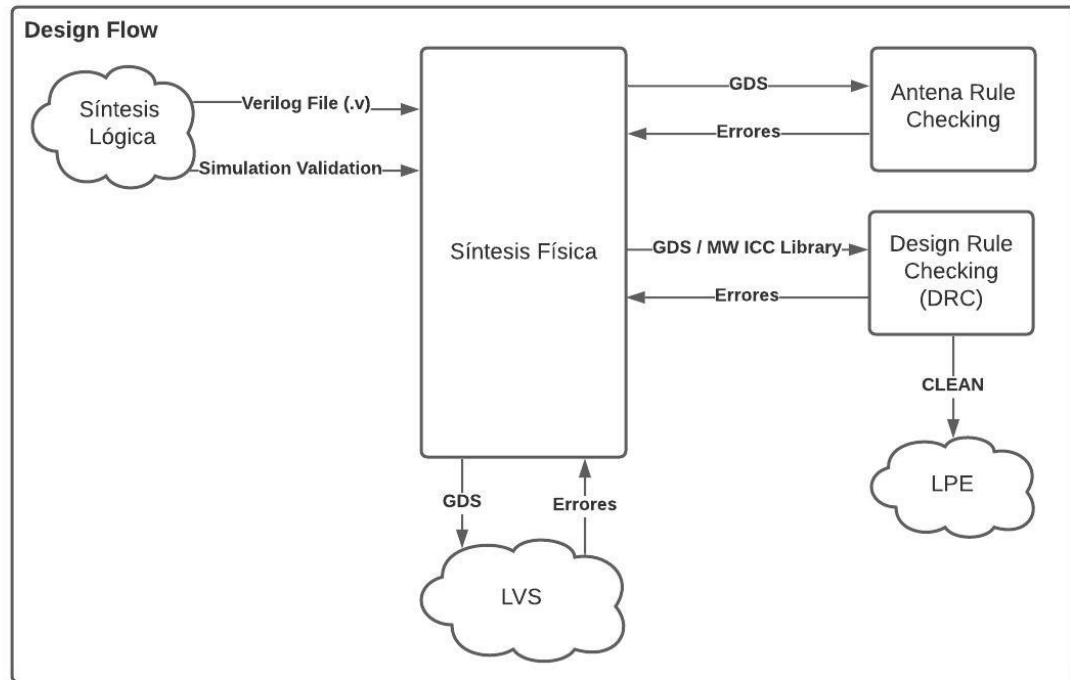 Design Flow
Síntesis
Lógica
Verilog File (.v)
Simulation Validation
Síntesis Física
GDS
Errores
Antena Rule
Checking
GDS / MW ICC Library
Errores
Design Rule
Checking
(DRC)
CLEAN
LPE
GDS
Errores
LVS